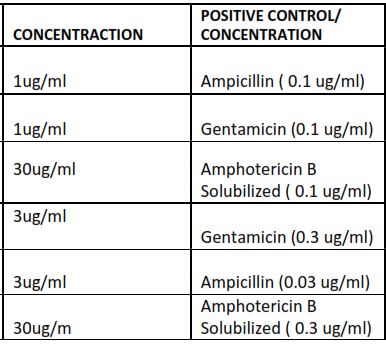 CONCENTRACTION
POSITIVE CONTROL/
CONCENTRATION
1ug/ml
Ampicillin ( 0.1 ug/ml)
1ug/ml
Gentamicin (0.1 ug/ml)
30ug/ml
Amphotericin B
Solubilized ( 0.1 ug/ml)
3ug/ml
Gentamicin (0.3 ug/ml)
3ug/ml
Ampicillin (0.03 ug/ml)
30ug/m
Amphotericin B
Solubilized ( 0.3 ug/ml)